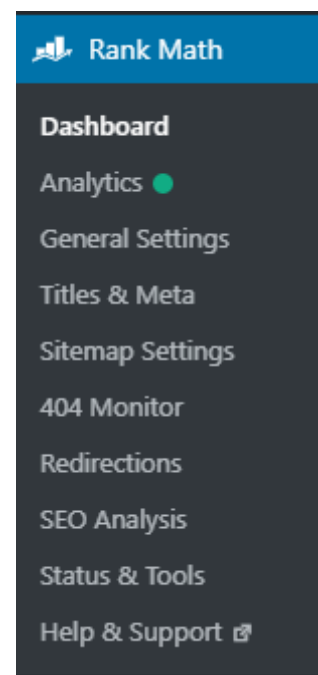 Rank Math
Dashboard
Analytics
General Settings
Titles & Meta
Sitemap Settings
404 Monitor
Redirections
SEO Analysis
Status & Tools
Help & Support